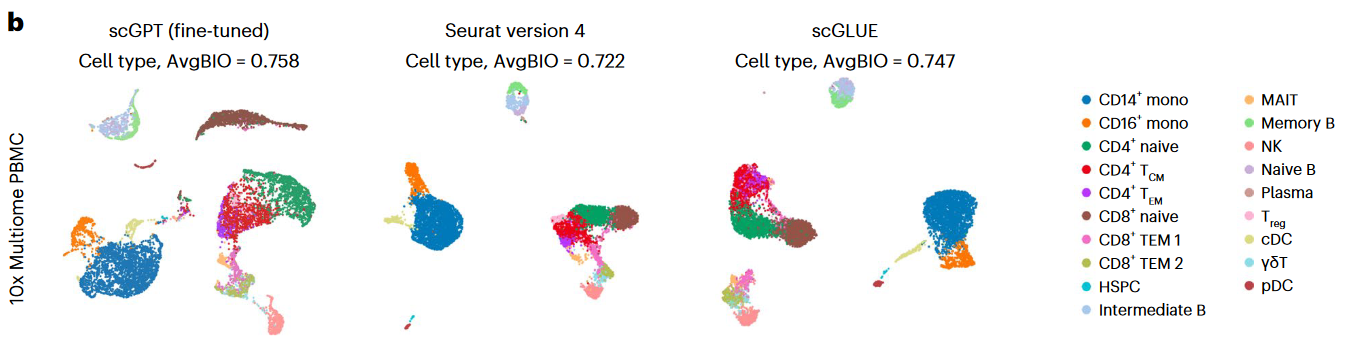 b
scGPT (fine-tuned)
Cell type, AvgBIO = 0.758
Seurat version 4
Cell type, AvgBIO = 0.722
scGLUE
Cell type, AvgBIO = 0.747
10x Multiome PBMC
CD14⁺ mono
CD16⁺ mono
CD4⁺ naive
CD4⁺ TCM
CD4⁺ TEM
CD8⁺ naive
CD8⁺ TEM 1
CD8⁺ TEM 2
HSPC
Intermediate B
MAIT
Memory B
NK
Naive B
Plasma
Treg
cDC
γδT
pDC